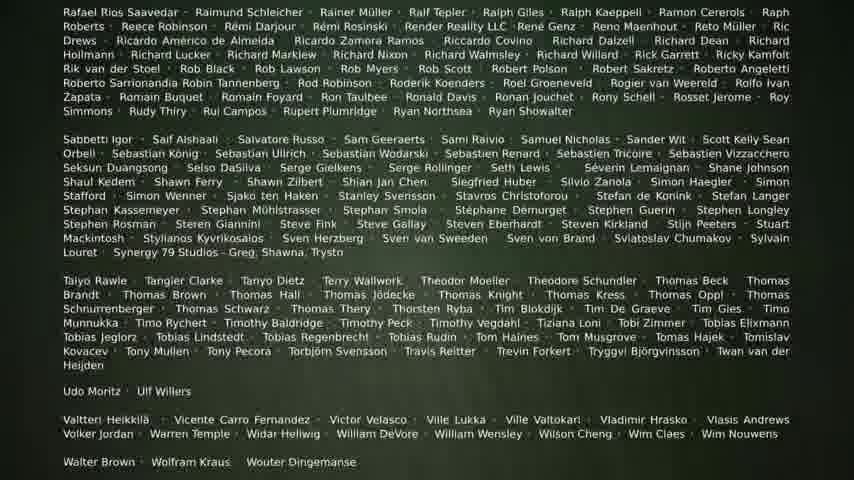 Rafael Rios Saavedar · Raimund Schleicher · Rainer Müller · Ralf Tepler · Ralph Giles · Ralph Kaeppeli · Ramon Cererols · Raph
Roberts · Reece Robinson · Rémi Darjour · Rémi Rosinski · Render Reality LLC · René Genz · Reno Maenhout · Reto Müller · Ric
Drews · Ricardo Américo de Almeida · Ricardo Zamora Ramos · Riccardo Covino · Richard Dalzell · Richard Dean · Richard
Hoilmann · Richard Lucker · Richard Marklew · Richard Nixon · Richard Walmsley · Richard Willard · Rick Garrett · Ricky Kamfolt
Rik van der Stoel · Rob Black · Rob Lawson · Rob Myers · Rob Scott · Robert Polson · Robert Sakretz · Roberto Angeletti
Roberto Sarrionandia Robin Tannenberg · Rod Robinson · Roderik Koenders · Roel Groeneveld · Rogier van Weereld · Rolfo Ivan
Zapata · Romain Buquet · Romain Foyard · Ron Taulbee · Ronald Davis · Ronan Jouchet · Rony Schell · Rosset Jerome · Roy
Simmons · Rudy Thiry · Rui Campos · Rupert Plumridge · Ryan Northsea · Ryan Showalter
Sabbetti Igor · Saif Alshaali · Salvatore Russo · Sam Geeraerts · Sami Raivio · Samuel Nicholas · Sander Wit · Scott Kelly Sean
Orbell · Sebastian König · Sebastian Ullrich · Sebastian Wodarski · Sebastien Renard · Sebastien Tricoire · Sebastien Vizzacchero
Seksun Duangsong · Selso DaSilva · Serge Gielkens · Serge Rollinger · Seth Lewis · Séverin Lemaignan · Shane Johnson
Shaul Kedem · Shawn Ferry · Shawn Zilbert · Shian Jan Chen · Siegfried Huber · Silvio Zanola · Simon Haegler · Simon
Stafford · Simon Wenner · Sjako ten Haken · Stanley Svensson · Stavros Christoforou · Stefan de Konink · Stefan Langer
Stephan Kassemeyer · Stephan Mühlstrasser · Stephan Smola · Stéphane Démurget · Stephen Guerin · Stephen Longley
Stephen Rosman · Steren Giannini · Steve Fink · Steve Gallay · Steven Eberhardt · Steven Kirkland · Stijn Peeters · Stuart
Mackintosh · Stylianos Kyvrikosaios · Sven Herzberg · Sven van Sweeden · Sven von Brand · Sviatoslav Chumakov · Sylvain
Louret · Synergy 79 Studios - Greg, Shawna, Trystn
Taiyo Rawle · Tangier Clarke · Tanyo Dietz · Terry Wallwork · Theodor Moeller · Theodore Schundler · Thomas Beck · Thomas
Brandt · Thomas Brown · Thomas Hall · Thomas Jödecke · Thomas Knight · Thomas Kress · Thomas Oppl · Thomas
Schnurrenberger · Thomas Schwarz · Thomas Thery · Thorsten Ryba · Tim Blokdijk · Tim De Graeve · Tim Gies · Timo
Munnukka · Timo Rychert · Timothy Baldridge · Timothy Peck · Timothy Vegdahl · Tiziana Loni · Tobi Zimmer · Tobias Elixmann
Tobias Jeglorz · Tobias Lindstedt · Tobias Regenbrecht · Tobias Rudin · Tom Haines · Tom Musgrove · Tomas Hajek · Tomislav
Kovacev · Tony Mullen · Tony Pecora · Torbjörn Svensson · Travis Reitter · Trevin Forkert · Tryggvi Björgvinsson · Twan van der
Heijden
Udo Moritz · Ulf Willers
Valtteri Heikkilä · Vicente Carro Fernandez · Victor Velasco · Ville Lukka · Ville Valtokari · Vladimir Hrasko · Vlasis Andrews
Volker Jordan · Warren Temple · Widar Hellwig · William DeVore · William Wensley · Wilson Cheng · Wim Claes · Wim Nouwens
Walter Brown · Wolfram Kraus · Wouter Dingemanse